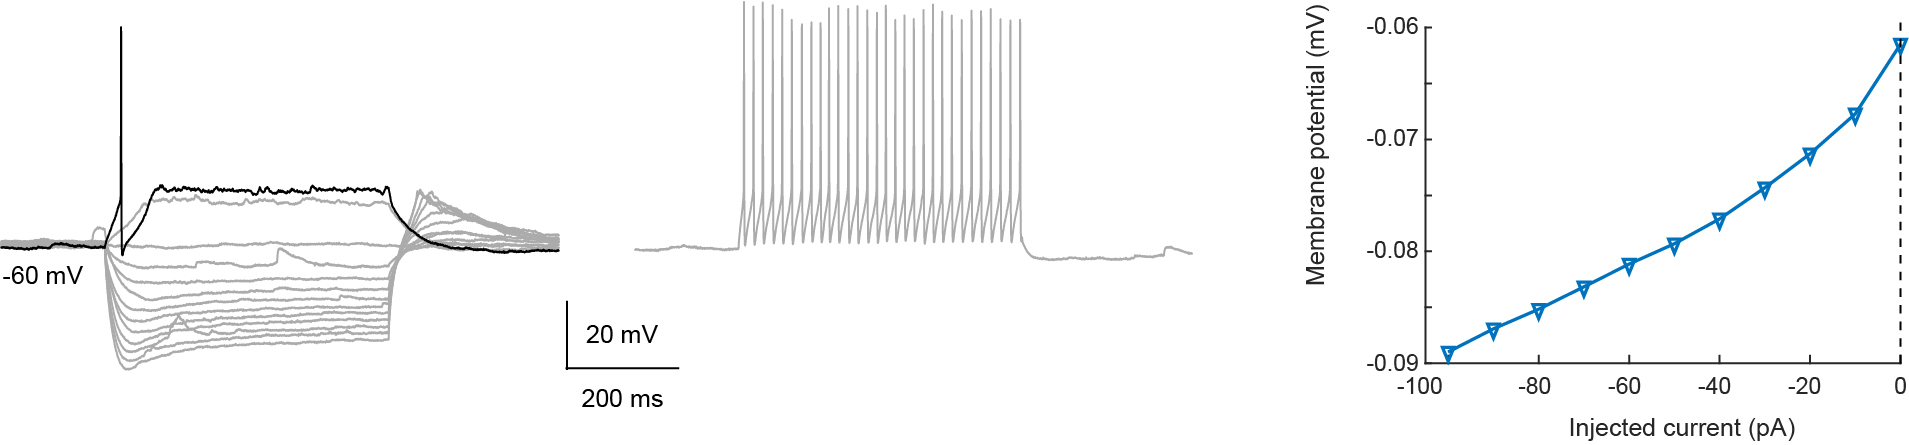 -60 mV
20 mV
200 ms
Membrane potential (mV)
-0.06
-0.07
-0.08
-0.09
-100
-80
-60
-40
-20
0
Injected current (pA)